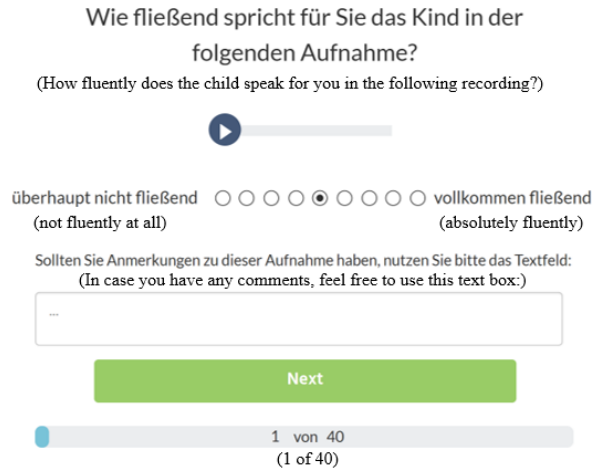 Wie fließend spricht für Sie das Kind in der
folgenden Aufnahme?
(How fluently does the child speak for you in the following recording?)
überhaupt nicht fließend vollkommen fließend
(not fluently at all) (absolutely fluently)
Sollten Sie Anmerkungen zu dieser Aufnahme haben, nutzen Sie bitte das Textfeld:
(In case you have any comments, feel free to use this text box:)
...
Next
1 von 40
(1 of 40)